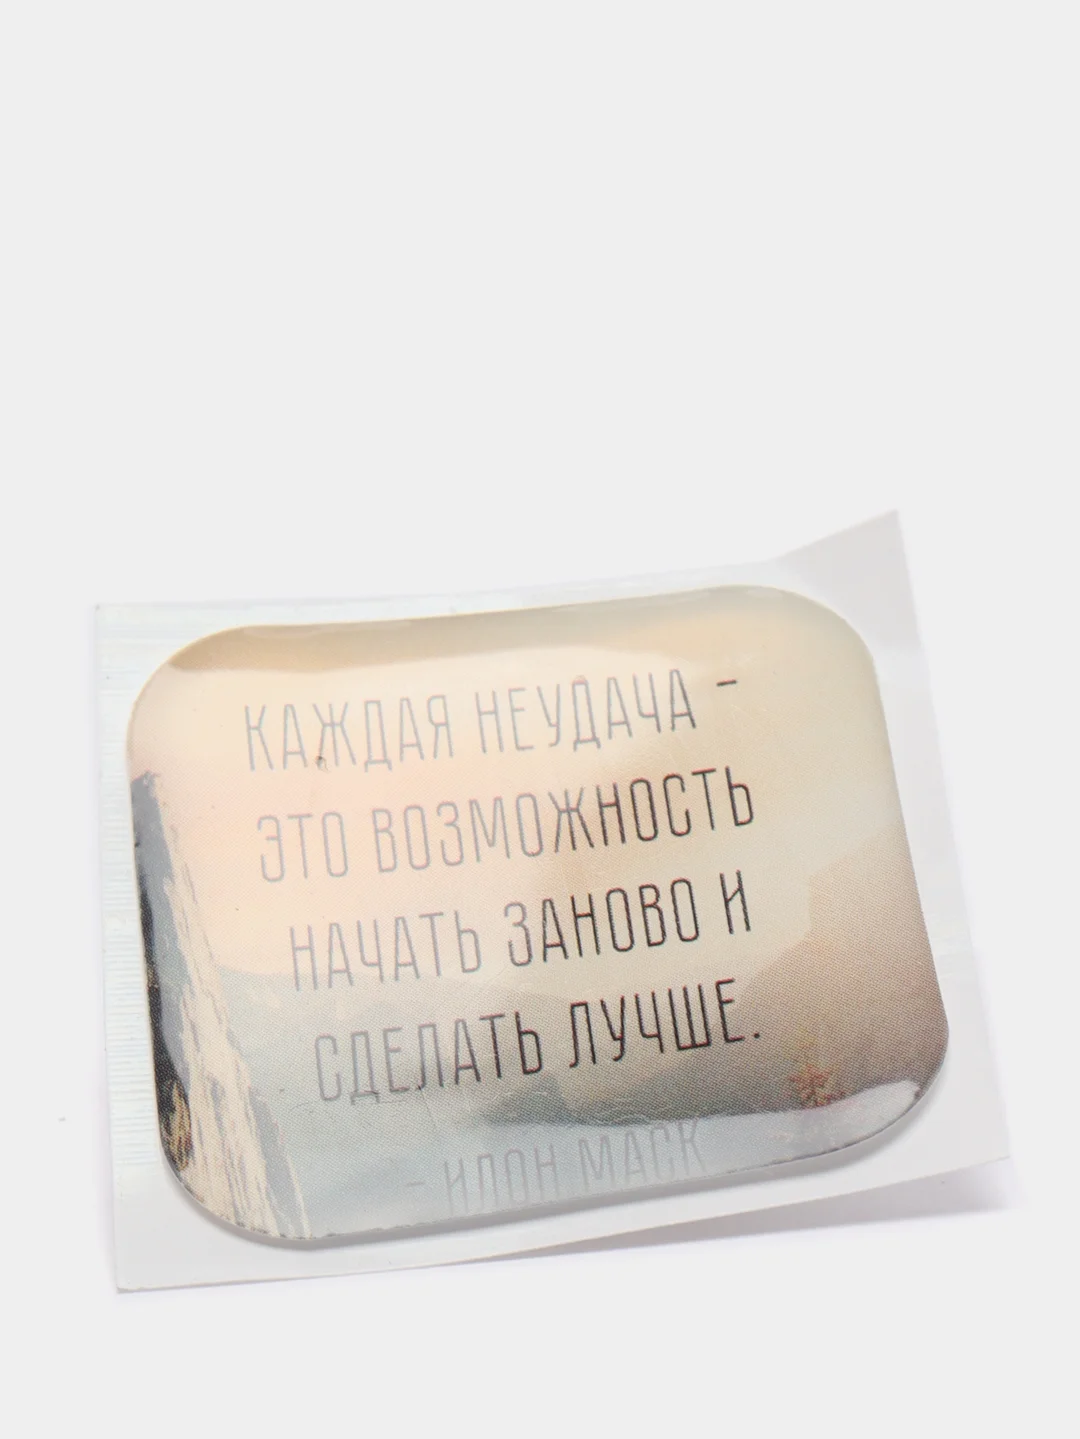 КАЖДАЯ НЕУДАЧА -
ЭТО ВОЗМОЖНОСТЬ
НАЧАТЬ ЗАНОВО И
СДЕЛАТЬ ЛУЧШЕ.
- ИЛОН МАСК